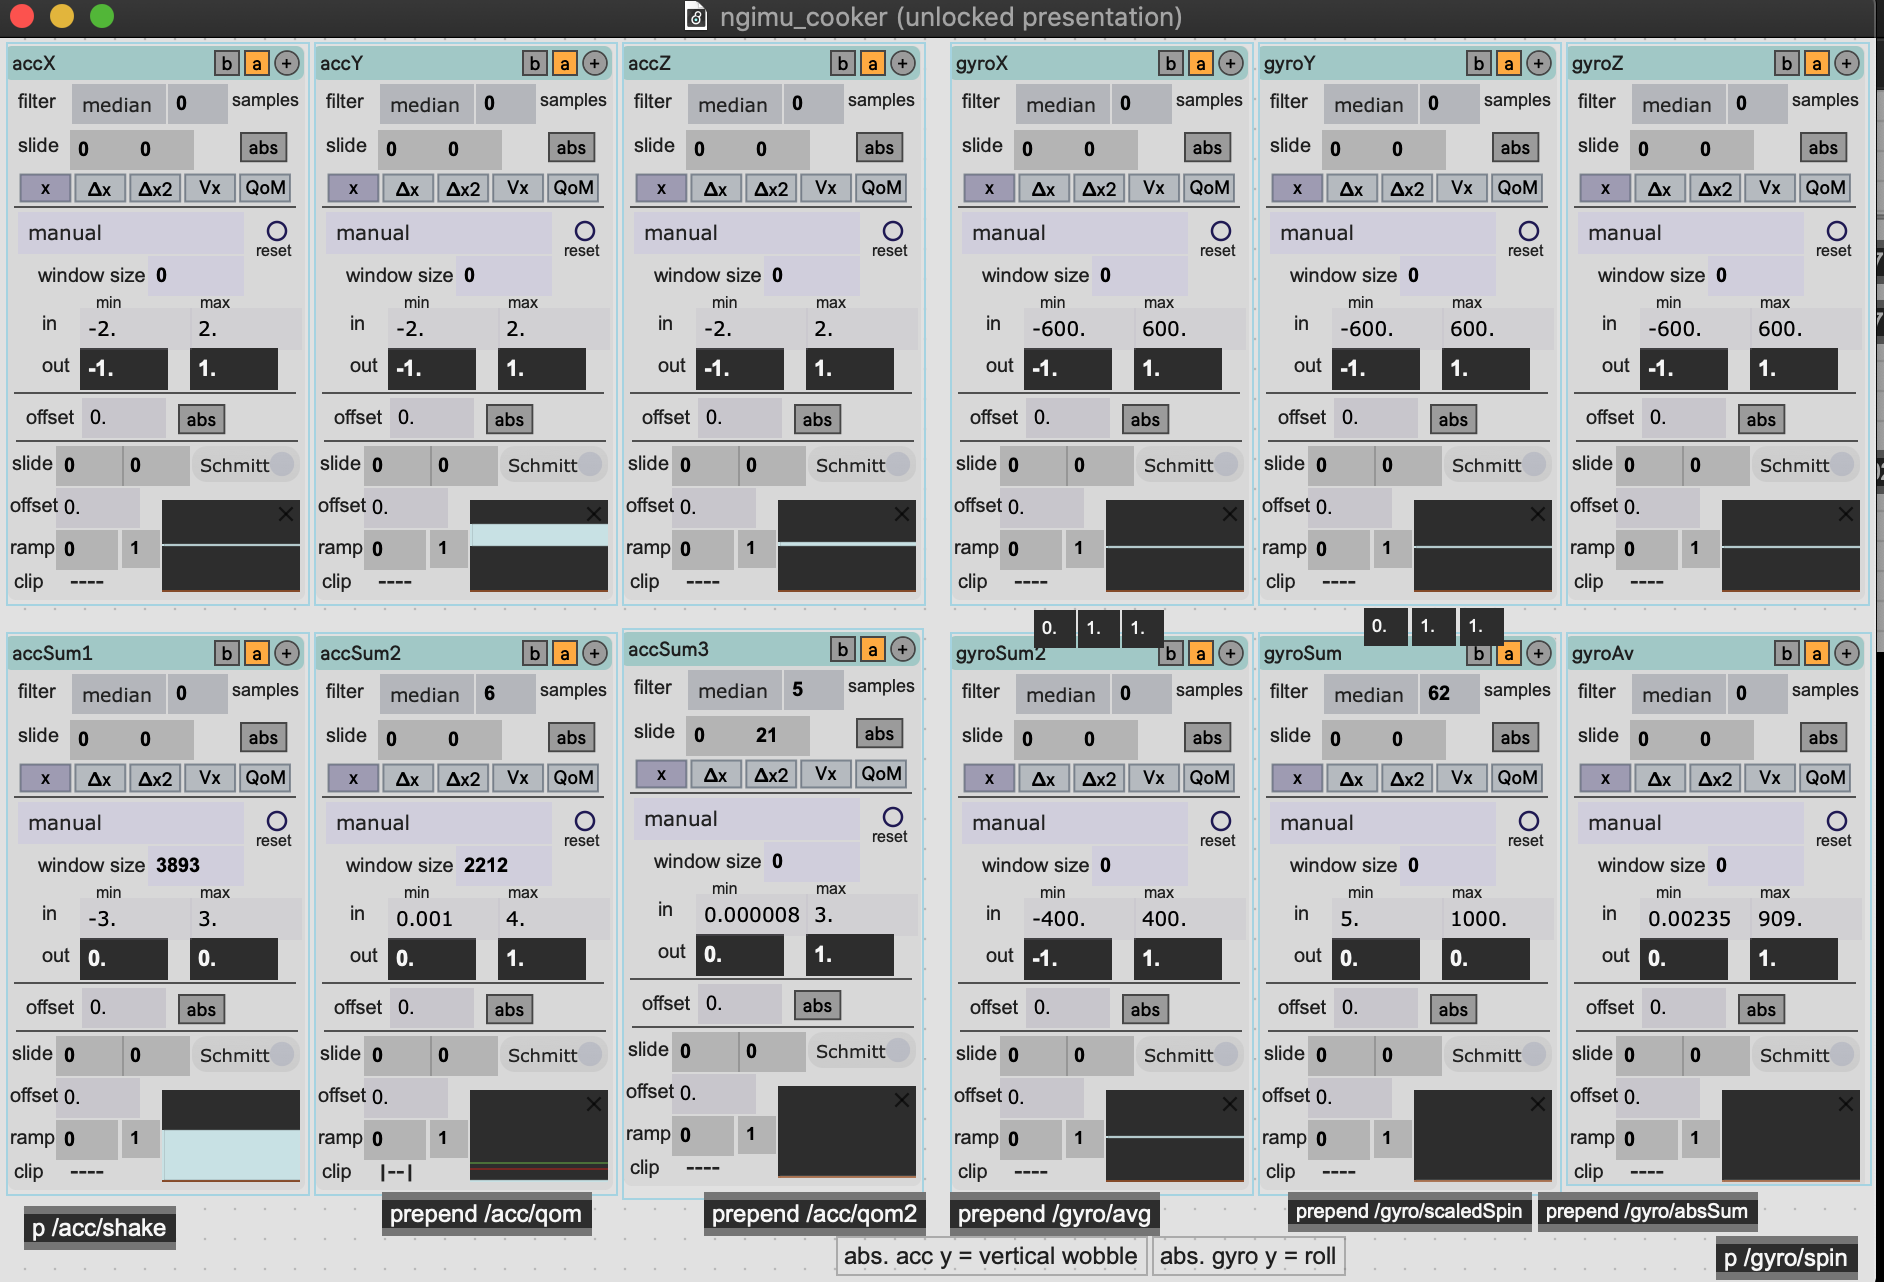 ngimu_cooker (unlocked presentation)
accX b a +
filter median 0 samples
slide 0 0 abs
x Δx Δx2 Vx QoM
manual reset
window size 0
min max
in -2. 2.
out -1. 1.
offset 0. abs
slide 0 0 Schmitt
offset 0.
ramp 0 1
clip ----
accY b a +
filter median 0 samples
slide 0 0 abs
x Δx Δx2 Vx QoM
manual reset
window size 0
min max
in -2. 2.
out -1. 1.
offset 0. abs
slide 0 0 Schmitt
offset 0.
ramp 0 1
clip ----
accZ b a +
filter median 0 samples
slide 0 0 abs
x Δx Δx2 Vx QoM
manual reset
window size 0
min max
in -2. 2.
out -1. 1.
offset 0. abs
slide 0 0 Schmitt
offset 0.
ramp 0 1
clip ----
gyroX b a +
filter median 0 samples
slide 0 0 abs
x Δx Δx2 Vx QoM
manual reset
window size 0
min max
in -600. 600.
out -1. 1.
offset 0. abs
slide 0 0 Schmitt
offset 0.
ramp 0 1
clip ----
gyroY b a +
filter median 0 samples
slide 0 0 abs
x Δx Δx2 Vx QoM
manual reset
window size 0
min max
in -600. 600.
out -1. 1.
offset 0. abs
slide 0 0 Schmitt
offset 0.
ramp 0 1
clip ----
gyroZ b a +
filter median 0 samples
slide 0 0 abs
x Δx Δx2 Vx QoM
manual reset
window size 0
min max
in -600. 600.
out -1. 1.
offset 0. abs
slide 0 0 Schmitt
offset 0.
ramp 0 1
clip ----
0. 1. 1.
0. 1. 1.
accSum1 b a +
filter median 0 samples
slide 0 0 abs
x Δx Δx2 Vx QoM
manual reset
window size 3893
min max
in -3. 3.
out 0. 0.
offset 0. abs
slide 0 0 Schmitt
offset 0.
ramp 0 1
clip ----
accSum2 b a +
filter median 6 samples
slide 0 0 abs
x Δx Δx2 Vx QoM
manual reset
window size 2212
min max
in 0.001 4.
out 0. 1.
offset 0. abs
slide 0 0 Schmitt
offset 0.
ramp 0 1
clip |--|
accSum3 b a +
filter median 5 samples
slide 0 21 abs
x Δx Δx2 Vx QoM
manual reset
window size 0
min max
in 0.000008 3.
out 0. 1.
offset 0. abs
slide 0 0 Schmitt
offset 0.
ramp 0 1
clip ----
gyroSum2 b a +
filter median 0 samples
slide 0 0 abs
x Δx Δx2 Vx QoM
manual reset
window size 0
min max
in -400. 400.
out -1. 1.
offset 0. abs
slide 0 0 Schmitt
offset 0.
ramp 0 1
clip ----
gyroSum b a +
filter median 62 samples
slide 0 0 abs
x Δx Δx2 Vx QoM
manual reset
window size 0
min max
in 5. 1000.
out 0. 0.
offset 0. abs
slide 0 0 Schmitt
offset 0.
ramp 0 1
clip ----
gyroAv b a +
filter median 0 samples
slide 0 0 abs
x Δx Δx2 Vx QoM
manual reset
window size 0
min max
in 0.00235 909.
out 0. 1.
offset 0. abs
slide 0 0 Schmitt
offset 0.
ramp 0 1
clip ----
p /acc/shake
prepend /acc/qom
prepend /acc/qom2
prepend /gyro/avg
prepend /gyro/scaledSpin
prepend /gyro/absSum
abs. acc y = vertical wobble
abs. gyro y = roll
p /gyro/spin